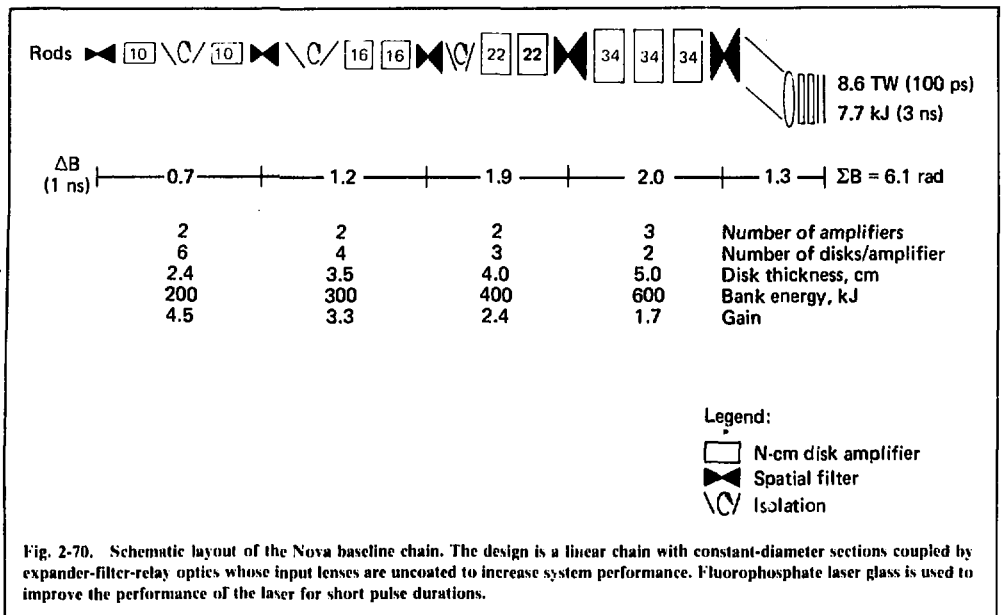 Rods 10 10 16 16 22 22 34 34 34
8.6 TW (100 ps)
7.7 kJ (3 ns)
ΔB
(1 ns) 0.7 1.2 1.9 2.0 1.3 ΣB = 6.1 rad
2 2 2 3 Number of amplifiers
6 4 3 2 Number of disks/amplifier
2.4 3.5 4.0 5.0 Disk thickness, cm
200 300 400 600 Bank energy, kJ
4.5 3.3 2.4 1.7 Gain
Legend:
N-cm disk amplifier
Spatial filter
Isolation
Fig. 2-70. Schematic layout of the Nova baseline chain. The design is a linear chain with constant-diameter sections coupled by
expander-filter-relay optics whose input lenses are uncoated to increase system performance. Fluorophosphate laser glass is used to
improve the performance of the laser for short pulse durations.